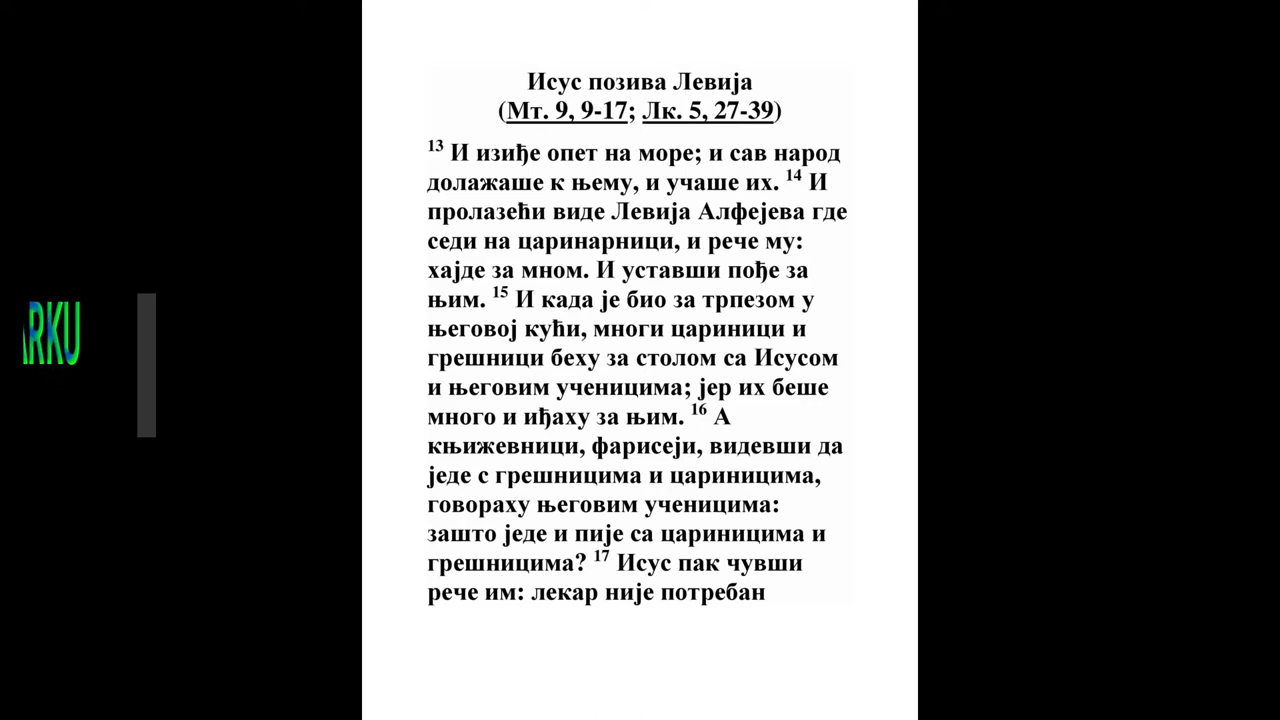 Исус позива Левија
(Мт. 9, 9-17; Лк. 5, 27-39)
13 И изиђе опет на море; и сав народ
долажаше к њему, и учаше их. 14 И
пролазећи виде Левија Алфејева где
седи на царинарници, и рече му:
хајде за мном. И уставши пође за
њим. 15 И када је био за трпезом у
његовој кући, многи цариници и
грешници беху за столом са Исусом
и његовим ученицима; јер их беше
много и иђаху за њим. 16 А
књижевници, фарисеји, видевши да
једе с грешницима и цариницима,
говораху његовим ученицима:
зашто једе и пије са цариницима и
грешницима? 17 Исус пак чувши
рече им: лекар није потребан
RKU